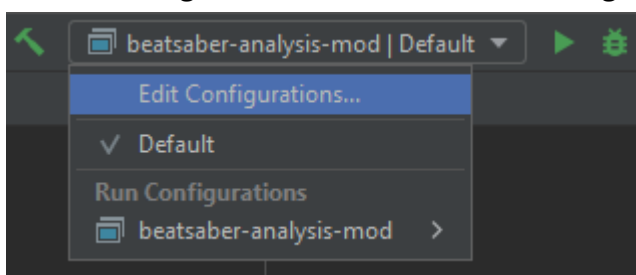 beatsaber-analysis-mod | Default
Edit Configurations...
Default
Run Configurations
beatsaber-analysis-mod